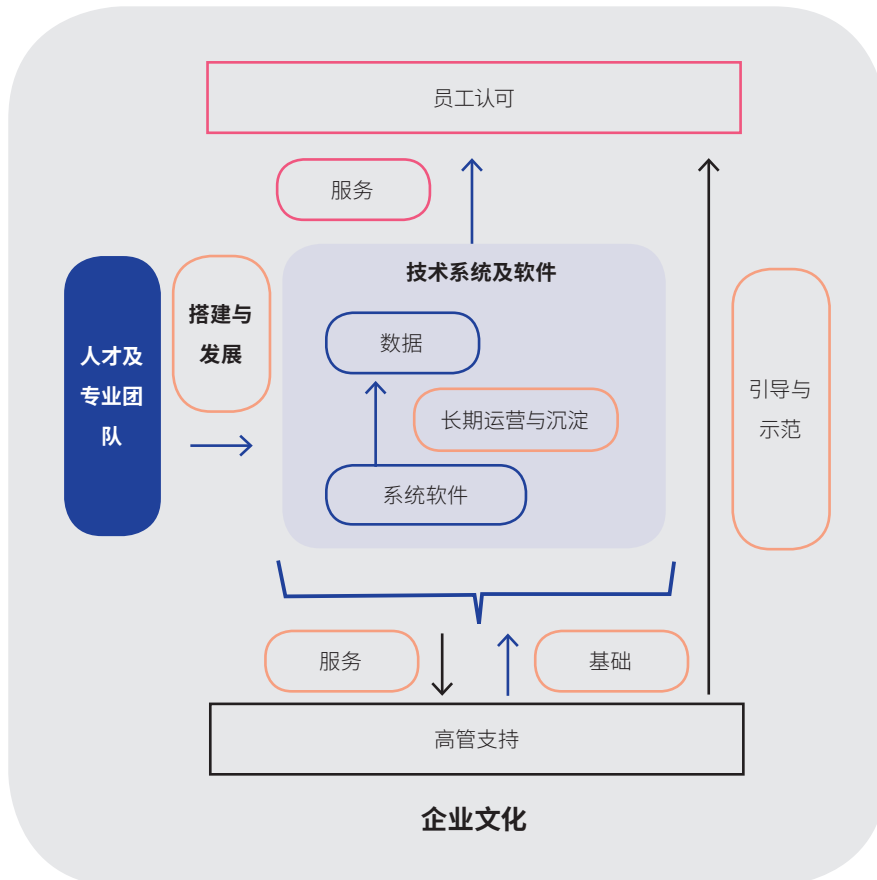 员工认可
服务
技术系统及软件
搭建与
发展
人才及
专业团
队
数据
长期运营与沉淀
系统软件
引导与
示范
服务
基础
高管支持
企业文化